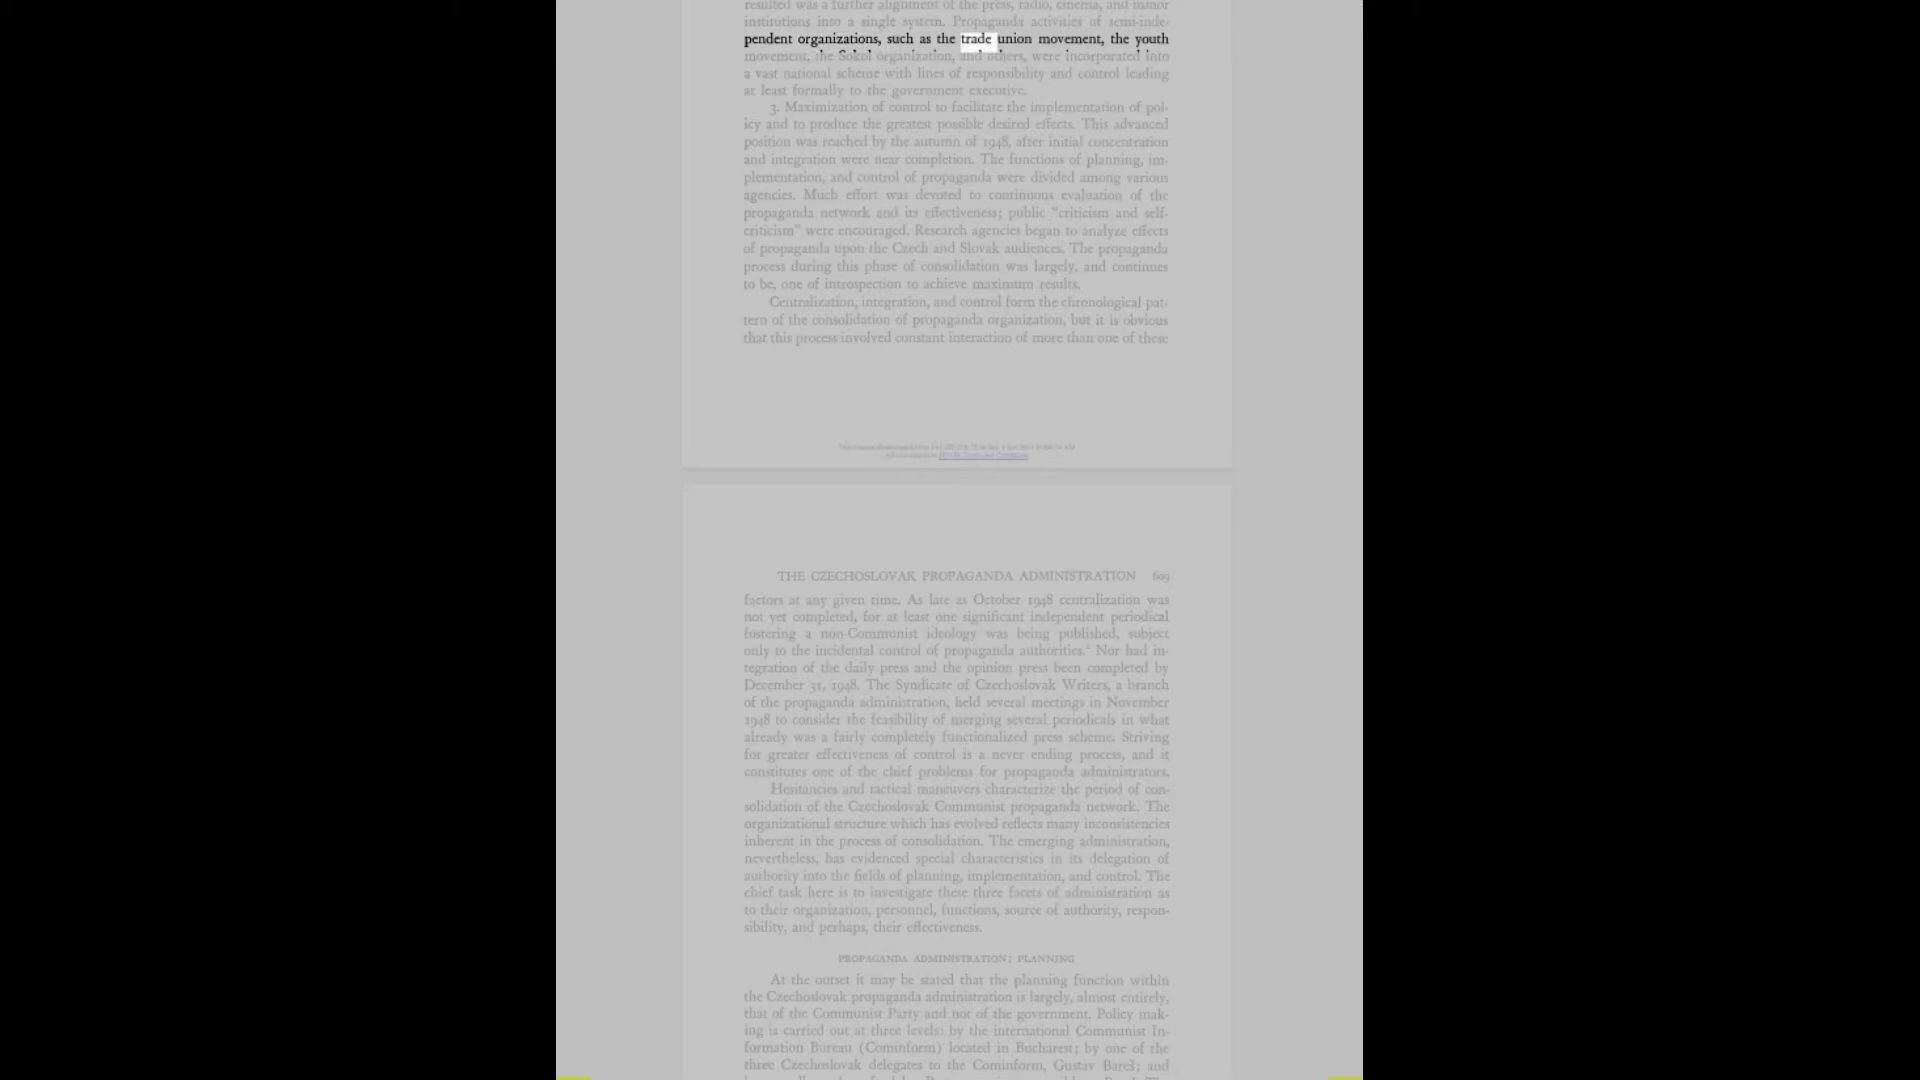 resulted was a further alignment of the press, radio, cinema, and minor
institutions into a single system. Propaganda activities of semi-inde-
pendent organizations, such as the trade union movement, the youth
movement, the Sokol organization, and others, were incorporated into
a vast national scheme with lines of responsibility and control leading
at least formally to the government executive.
3. Maximization of control to facilitate the implementation of pol-
icy and to produce the greatest possible desired effects. This advanced
position was reached by the autumn of 1948, after initial concentration
and integration were near completion. The functions of planning, im-
plementation, and control of propaganda were divided among various
agencies. Much effort was devoted to continuous evaluation of the
propaganda network and its effectiveness; public "criticism and self-
criticism" were encouraged. Research agencies began to analyze effects
of propaganda upon the Czech and Slovak audiences. The propaganda
process during this phase of consolidation was largely, and continues
to be, one of introspection to achieve maximum results.
Centralization, integration, and control form the chronological pat-
tern of the consolidation of propaganda organization, but it is obvious
that this process involved constant interaction of more than one of these
THE CZECHOSLOVAK PROPAGANDA ADMINISTRATION 609
factors at any given time. As late as October 1948 centralization was
not yet completed, for at least one significant independent periodical
fostering a non-Communist ideology was being published, subject
only to the incidental control of propaganda authorities.² Nor had in-
tegration of the daily press and the opinion press been completed by
December 31, 1948. The Syndicate of Czechoslovak Writers, a branch
of the propaganda administration, held several meetings in November
1948 to consider the feasibility of merging several periodicals in what
already was a fairly completely functionalized press scheme. Striving
for greater effectiveness of control is a never ending process, and it
constitutes one of the chief problems for propaganda administrators.
Hesitancies and tactical maneuvers characterize the period of con-
solidation of the Czechoslovak Communist propaganda network. The
organizational structure which has evolved reflects many inconsistencies
inherent in the process of consolidation. The emerging administration,
nevertheless, has evidenced special characteristics in its delegation of
authority into the fields of planning, implementation, and control. The
chief task here is to investigate these three facets of administration as
to their organization, personnel, functions, source of authority, respon-
sibility, and perhaps, their effectiveness.
PROPAGANDA ADMINISTRATION: PLANNING
At the outset it may be stated that the planning function within
the Czechoslovak propaganda administration is largely, almost entirely,
that of the Communist Party and not of the government. Policy mak-
ing is carried out at three levels: by the international Communist In-
formation Bureau (Cominform) located in Bucharest; by one of the
three Czechoslovak delegates to the Cominform, Gustav Bareš; and